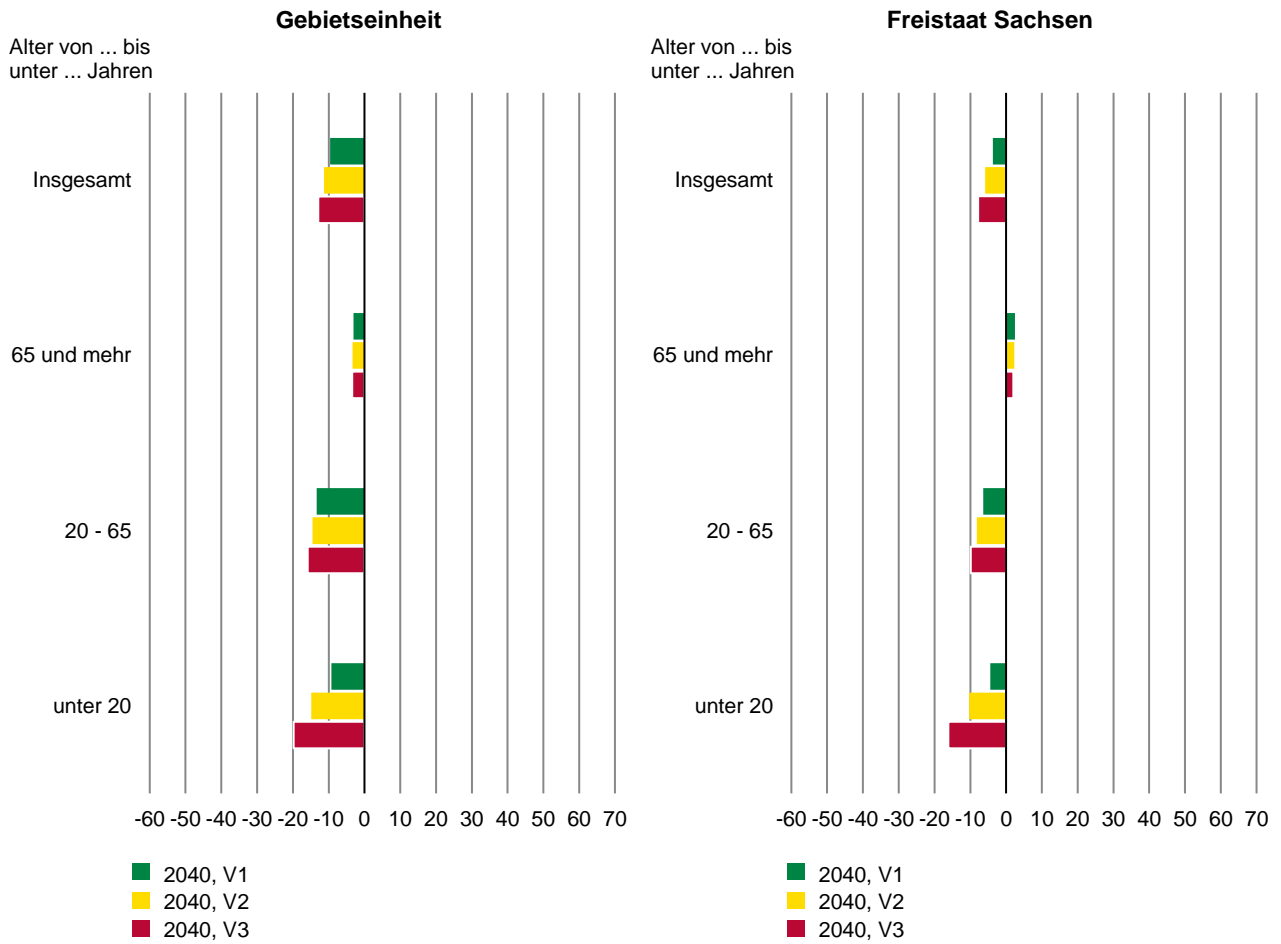 Gebietseinheit
Alter von ... bis
unter ... Jahren
Insgesamt
65 und mehr
20 - 65
unter 20
-60 -50 -40 -30 -20 -10 0 10 20 30 40 50 60 70
2040, V1
2040, V2
2040, V3
Freistaat Sachsen
Alter von ... bis
unter ... Jahren
Insgesamt
65 und mehr
20 - 65
unter 20
-60 -50 -40 -30 -20 -10 0 10 20 30 40 50 60 70
2040, V1
2040, V2
2040, V3